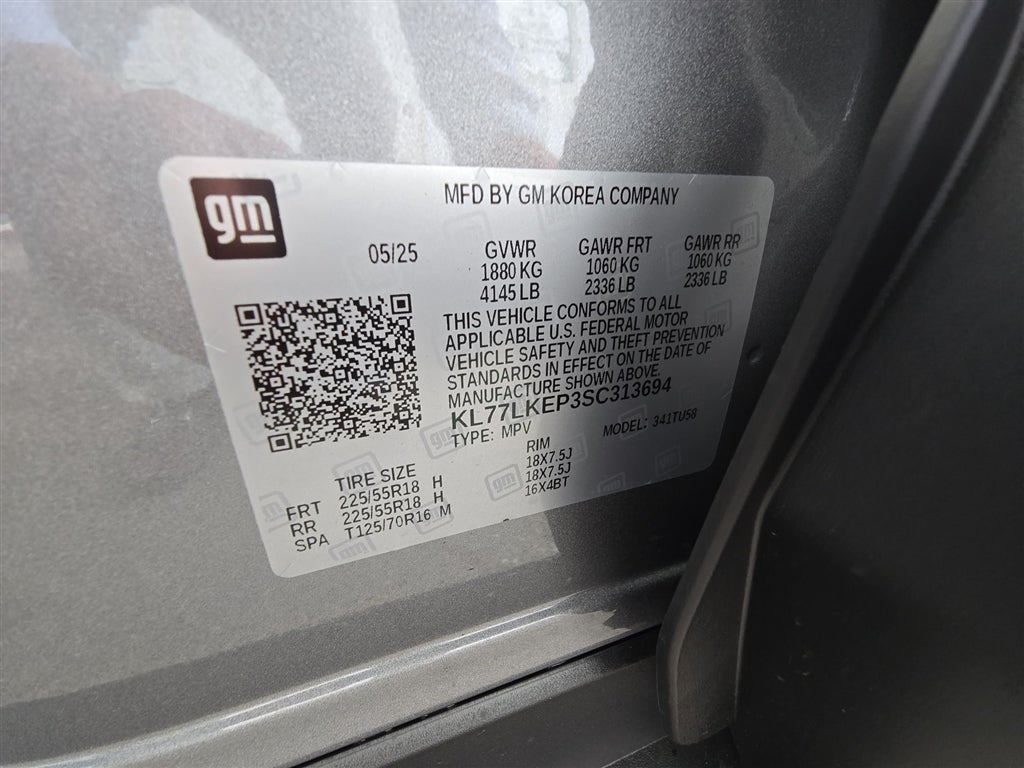 gm
MFD BY GM KOREA COMPANY
05/25 GVWR GAWR FRT GAWR RR
1880 KG 1060 KG 1060 KG
4145 LB 2336 LB 2336 LB
THIS VEHICLE CONFORMS TO ALL
APPLICABLE U.S. FEDERAL MOTOR
VEHICLE SAFETY AND THEFT PREVENTION
STANDARDS IN EFFECT ON THE DATE OF
MANUFACTURE SHOWN ABOVE.
KL77LKEP3SC313694
TYPE: MPV MODEL: 341TU58
TIRE SIZE RIM
FRT 225/55R18 H 18X7.5J
RR 225/55R18 H 18X7.5J
SPA T125/70R16 M 16X4BT